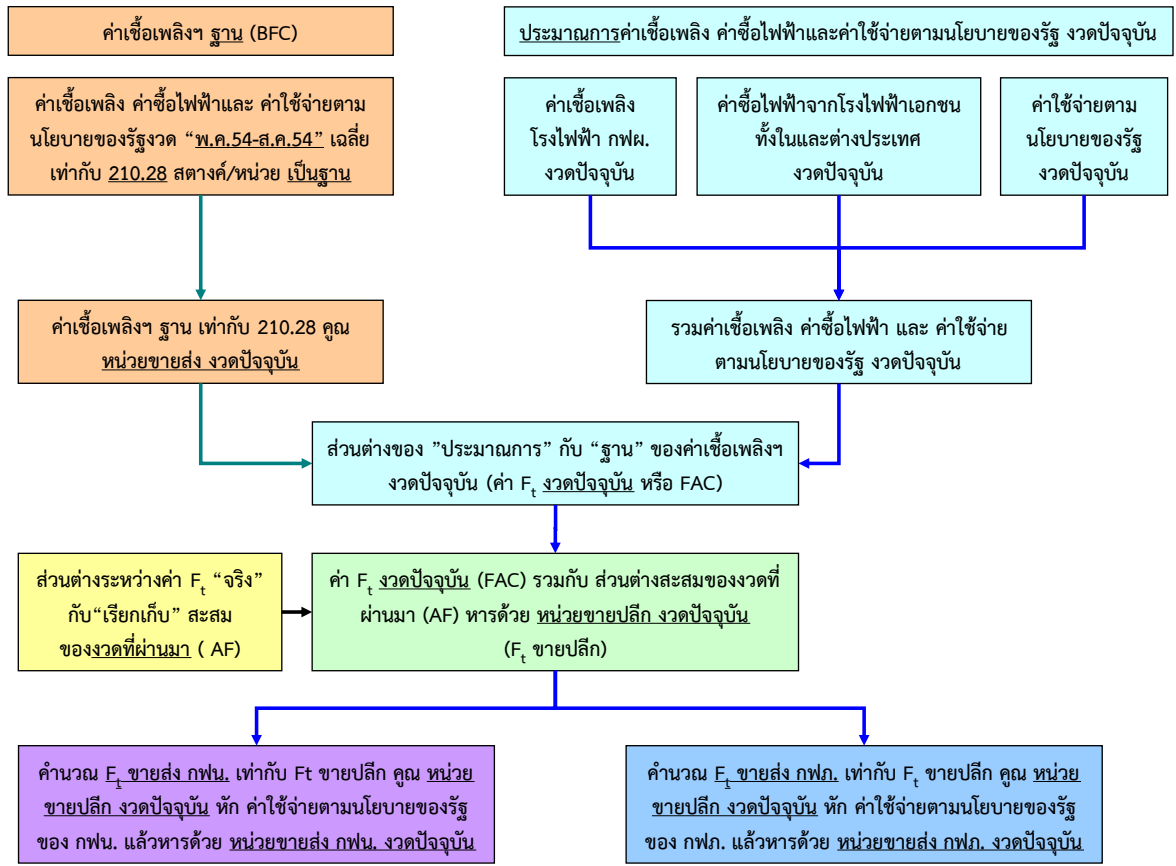 ค่าเชื้อเพลิงฯ ฐาน (BFC)
ประมาณการค่าเชื้อเพลิง ค่าซื้อไฟฟ้าและค่าใช้จ่ายตามนโยบายของรัฐ งวดปัจจุบัน
ค่าเชื้อเพลิง ค่าซื้อไฟฟ้าและ ค่าใช้จ่ายตาม
นโยบายของรัฐงวด “พ.ค.54-ส.ค.54” เฉลี่ย
เท่ากับ 210.28 สตางค์/หน่วย เป็นฐาน
ค่าเชื้อเพลิง
โรงไฟฟ้า กฟผ.
งวดปัจจุบัน
ค่าซื้อไฟฟ้าจากโรงไฟฟ้าเอกชน
ทั้งในและต่างประเทศ
งวดปัจจุบัน
ค่าใช้จ่ายตาม
นโยบายของรัฐ
งวดปัจจุบัน
ค่าเชื้อเพลิงฯ ฐาน เท่ากับ 210.28 คูณ
หน่วยขายส่ง งวดปัจจุบัน
รวมค่าเชื้อเพลิง ค่าซื้อไฟฟ้า และ ค่าใช้จ่าย
ตามนโยบายของรัฐ งวดปัจจุบัน
ส่วนต่างของ ”ประมาณการ” กับ “ฐาน” ของค่าเชื้อเพลิงฯ
งวดปัจจุบัน (ค่า Ft งวดปัจจุบัน หรือ FAC)
ส่วนต่างระหว่างค่า Ft “จริง”
กับ“เรียกเก็บ” สะสม
ของงวดที่ผ่านมา ( AF)
ค่า Ft งวดปัจจุบัน (FAC) รวมกับ ส่วนต่างสะสมของงวดที่
ผ่านมา (AF) หารด้วย หน่วยขายปลีก งวดปัจจุบัน
(Ft ขายปลีก)
คำนวณ Ft ขายส่ง กฟน. เท่ากับ Ft ขายปลีก คูณ หน่วย
ขายปลีก งวดปัจจุบัน หัก ค่าใช้จ่ายตามนโยบายของรัฐ
ของ กฟน. แล้วหารด้วย หน่วยขายส่ง กฟน. งวดปัจจุบัน
คำนวณ Ft ขายส่ง กฟภ. เท่ากับ Ft ขายปลีก คูณ หน่วย
ขายปลีก งวดปัจจุบัน หัก ค่าใช้จ่ายตามนโยบายของรัฐ
ของ กฟภ. แล้วหารด้วย หน่วยขายส่ง กฟภ. งวดปัจจุบัน